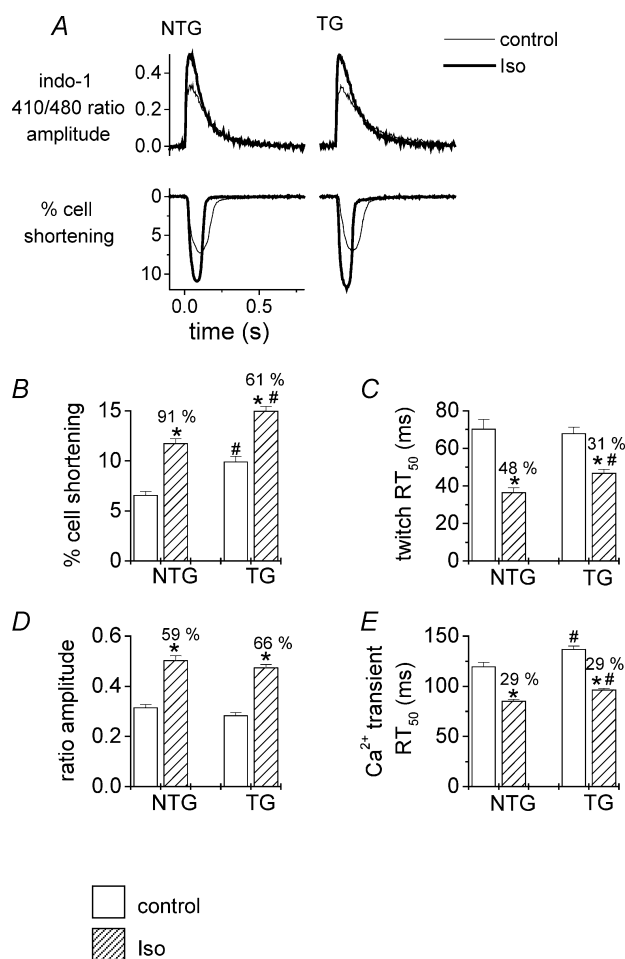 A
NTG
TG
control
Iso
indo-1
410/480 ratio
amplitude
0.4
0.2
0.0
% cell
shortening
0
5
10
0.0
0.5
time (s)
B
% cell shortening
15
10
5
0
91 %
*
#
61 %
* #
NTG
TG
C
twitch RT50 (ms)
80
60
40
20
0
48 %
*
31 %
* #
NTG
TG
D
ratio amplitude
0.6
0.4
0.2
0.0
59 %
*
66 %
*
NTG
TG
E
Ca2+ transient
RT50 (ms)
150
100
50
0
29 %
*
#
29 %
* #
NTG
TG
control
Iso